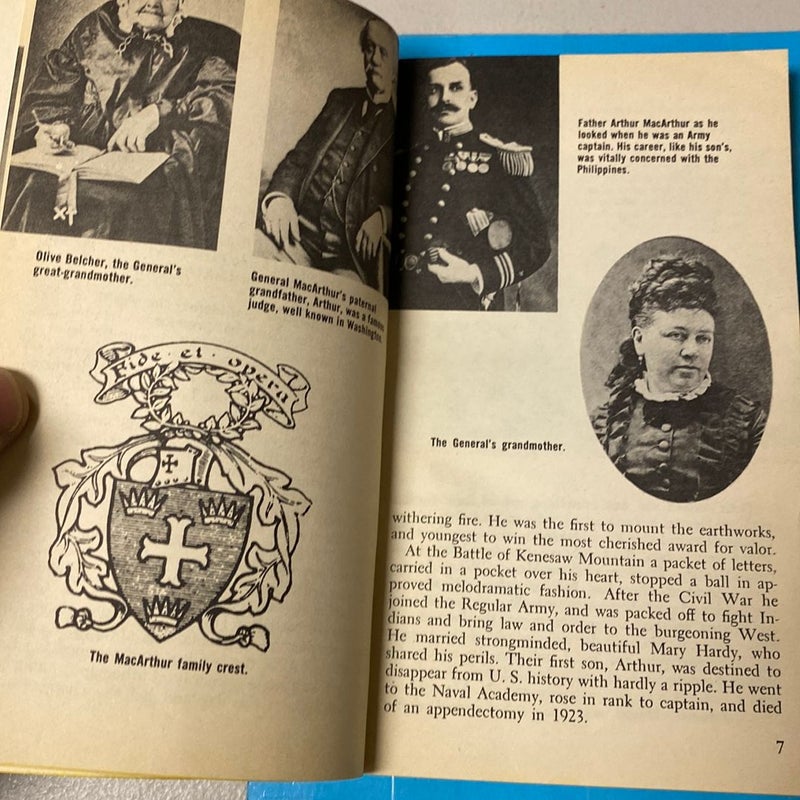 Olive Belcher, the General's
great-grandmother.
General MacArthur's paternal
grandfather, Arthur, was a famous
judge, well known in Washington.
Fide et opera
The MacArthur family crest.
Father Arthur MacArthur as he
looked when he was an Army
captain. His career, like his son's,
was vitally concerned with the
Philippines.
The General's grandmother.
withering fire. He was the first to mount the earthworks,
and youngest to win the most cherished award for valor.
At the Battle of Kenesaw Mountain a packet of letters,
carried in a pocket over his heart, stopped a ball in ap-
proved melodramatic fashion. After the Civil War he
joined the Regular Army, and was packed off to fight In-
dians and bring law and order to the burgeoning West.
He married strongminded, beautiful Mary Hardy, who
shared his perils. Their first son, Arthur, was destined to
disappear from U. S. history with hardly a ripple. He went
to the Naval Academy, rose in rank to captain, and died
of an appendectomy in 1923.
7